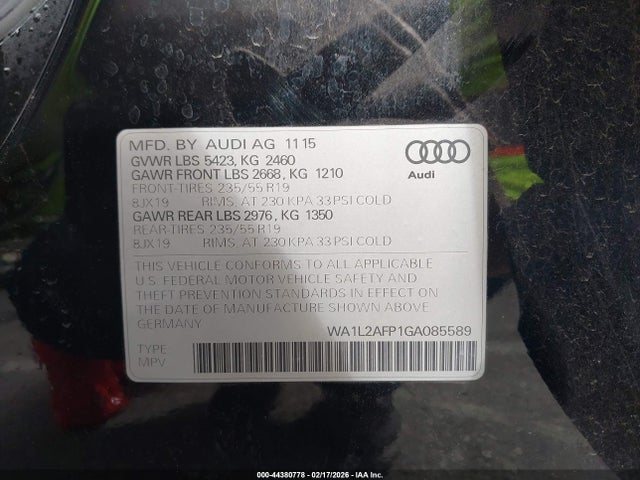 MFD. BY AUDI AG 11 15
GVWR LBS 5423, KG 2460
GAWR FRONT LBS 2668, KG 1210
FRONT-TIRES 235/55 R19
8JX19 RIMS, AT 230 KPA 33 PSI COLD
GAWR REAR LBS 2976, KG 1350
REAR-TIRES 235/55 R19
8JX19 RIMS, AT 230 KPA 33 PSI COLD
Audi
THIS VEHICLE CONFORMS TO ALL APPLICABLE
U.S. FEDERAL MOTOR VEHICLE SAFETY AND
THEFT PREVENTION STANDARDS IN EFFECT ON
THE DATE OF MANUFACTURE SHOWN ABOVE
GERMANY WA1L2AFP1GA085589
TYPE
MPV
000-44380778 - 02/17/2026 - IAA Inc.